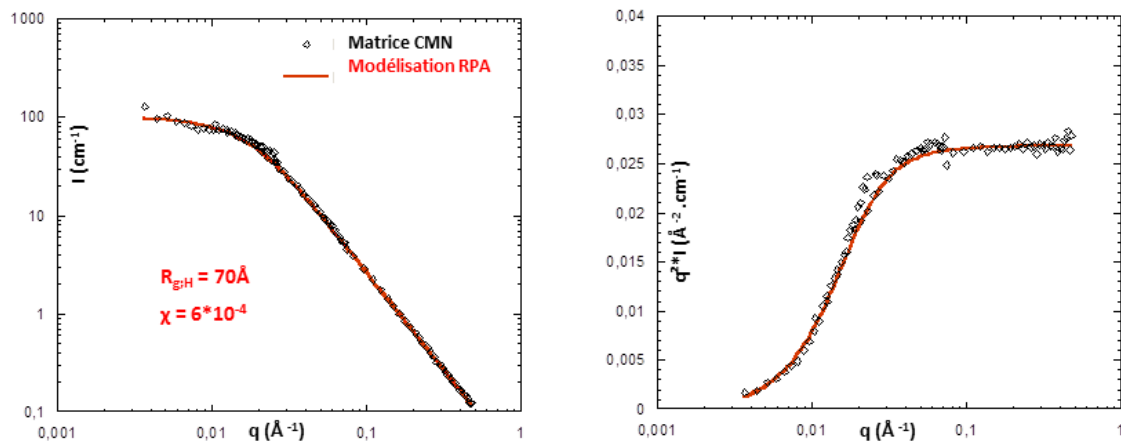 1000
100
10
1
0,1
I (cm⁻¹)
Matrice CMN
Modélisation RPA
R_{g;H} = 70Å
χ = 6*10⁻⁴
0,001
0,01
0,1
1
q (Å⁻¹)
0,04
0,035
0,03
0,025
0,02
0,015
0,01
0,005
0
q²*I (Å⁻² .cm⁻¹)
0,001
0,01
0,1
1
q (Å⁻¹)